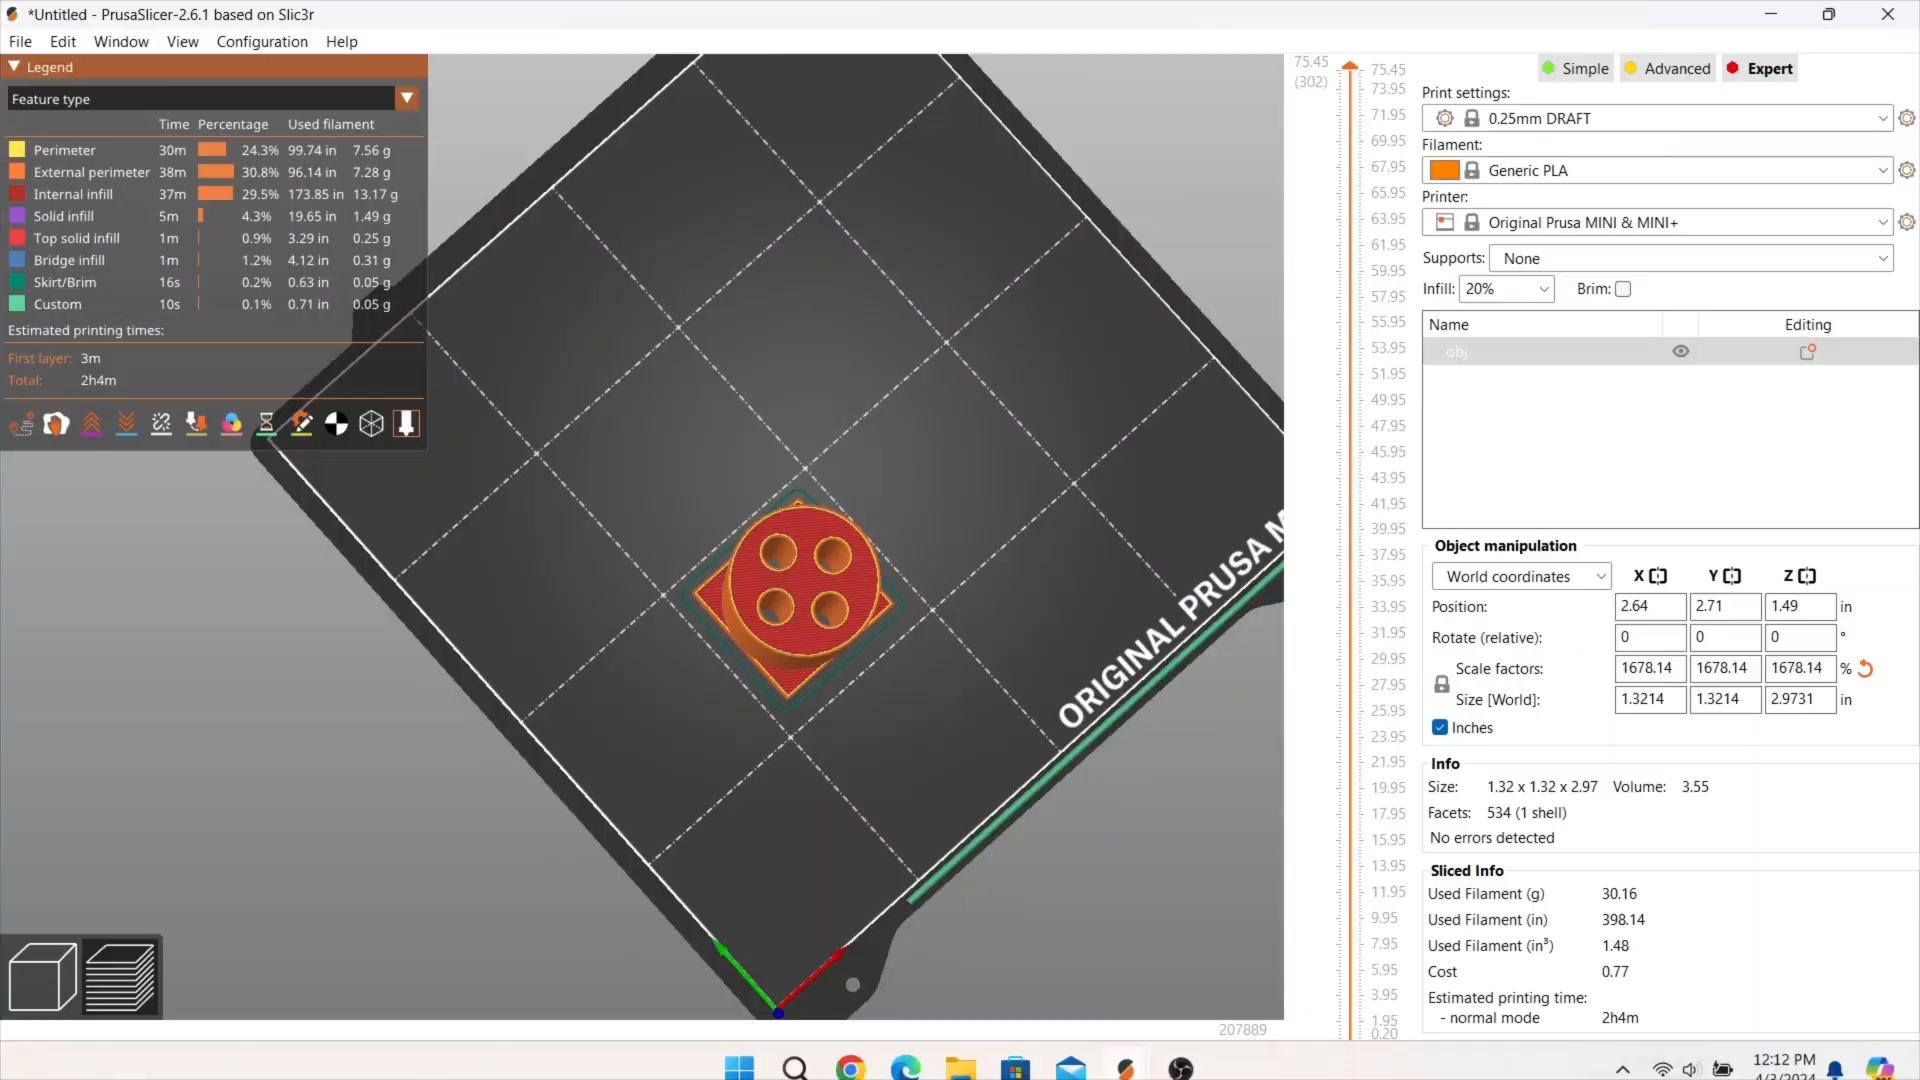 *Untitled - PrusaSlicer-2.6.1 based on Slic3r
File Edit Window View Configuration Help
Legend
Feature type
Time Percentage Used filament
Perimeter 30m 24.3% 99.74 in 7.56 g
External perimeter 38m 30.8% 96.14 in 7.28 g
Internal infill 37m 29.5% 173.85 in 13.17 g
Solid infill 5m 4.3% 19.65 in 1.49 g
Top solid infill 1m 0.9% 3.29 in 0.25 g
Bridge infill 1m 1.2% 4.12 in 0.31 g
Skirt/Brim 16s 0.2% 0.63 in 0.05 g
Custom 10s 0.1% 0.71 in 0.05 g
Estimated printing times:
First layer: 3m
Total: 2h4m
ORIGINAL PRUSA M
207889
75.45
(302)
75.45
73.95
71.95
69.95
67.95
65.95
63.95
61.95
59.95
57.95
55.95
53.95
51.95
49.95
47.95
45.95
43.95
41.95
39.95
37.95
35.95
33.95
31.95
29.95
27.95
25.95
23.95
21.95
19.95
17.95
15.95
13.95
11.95
9.95
7.95
5.95
3.95
1.95
0.20
Simple Advanced Expert
Print settings:
0.25mm DRAFT
Filament:
Generic PLA
Printer:
Original Prusa MINI & MINI+
Supports: None
Infill: 20% Brim:
Name Editing
obj
Object manipulation
World coordinates X Y Z
Position: 2.64 2.71 1.49 in
Rotate (relative): 0 0 0 °
Scale factors: 1678.14 1678.14 1678.14 %
Size [World]: 1.3214 1.3214 2.9731 in
Inches
Info
Size: 1.32 x 1.32 x 2.97 Volume: 3.55
Facets: 534 (1 shell)
No errors detected
Sliced Info
Used Filament (g) 30.16
Used Filament (in) 398.14
Used Filament (in³) 1.48
Cost 0.77
Estimated printing time:
- normal mode 2h4m
12:12 PM
4/3/2024